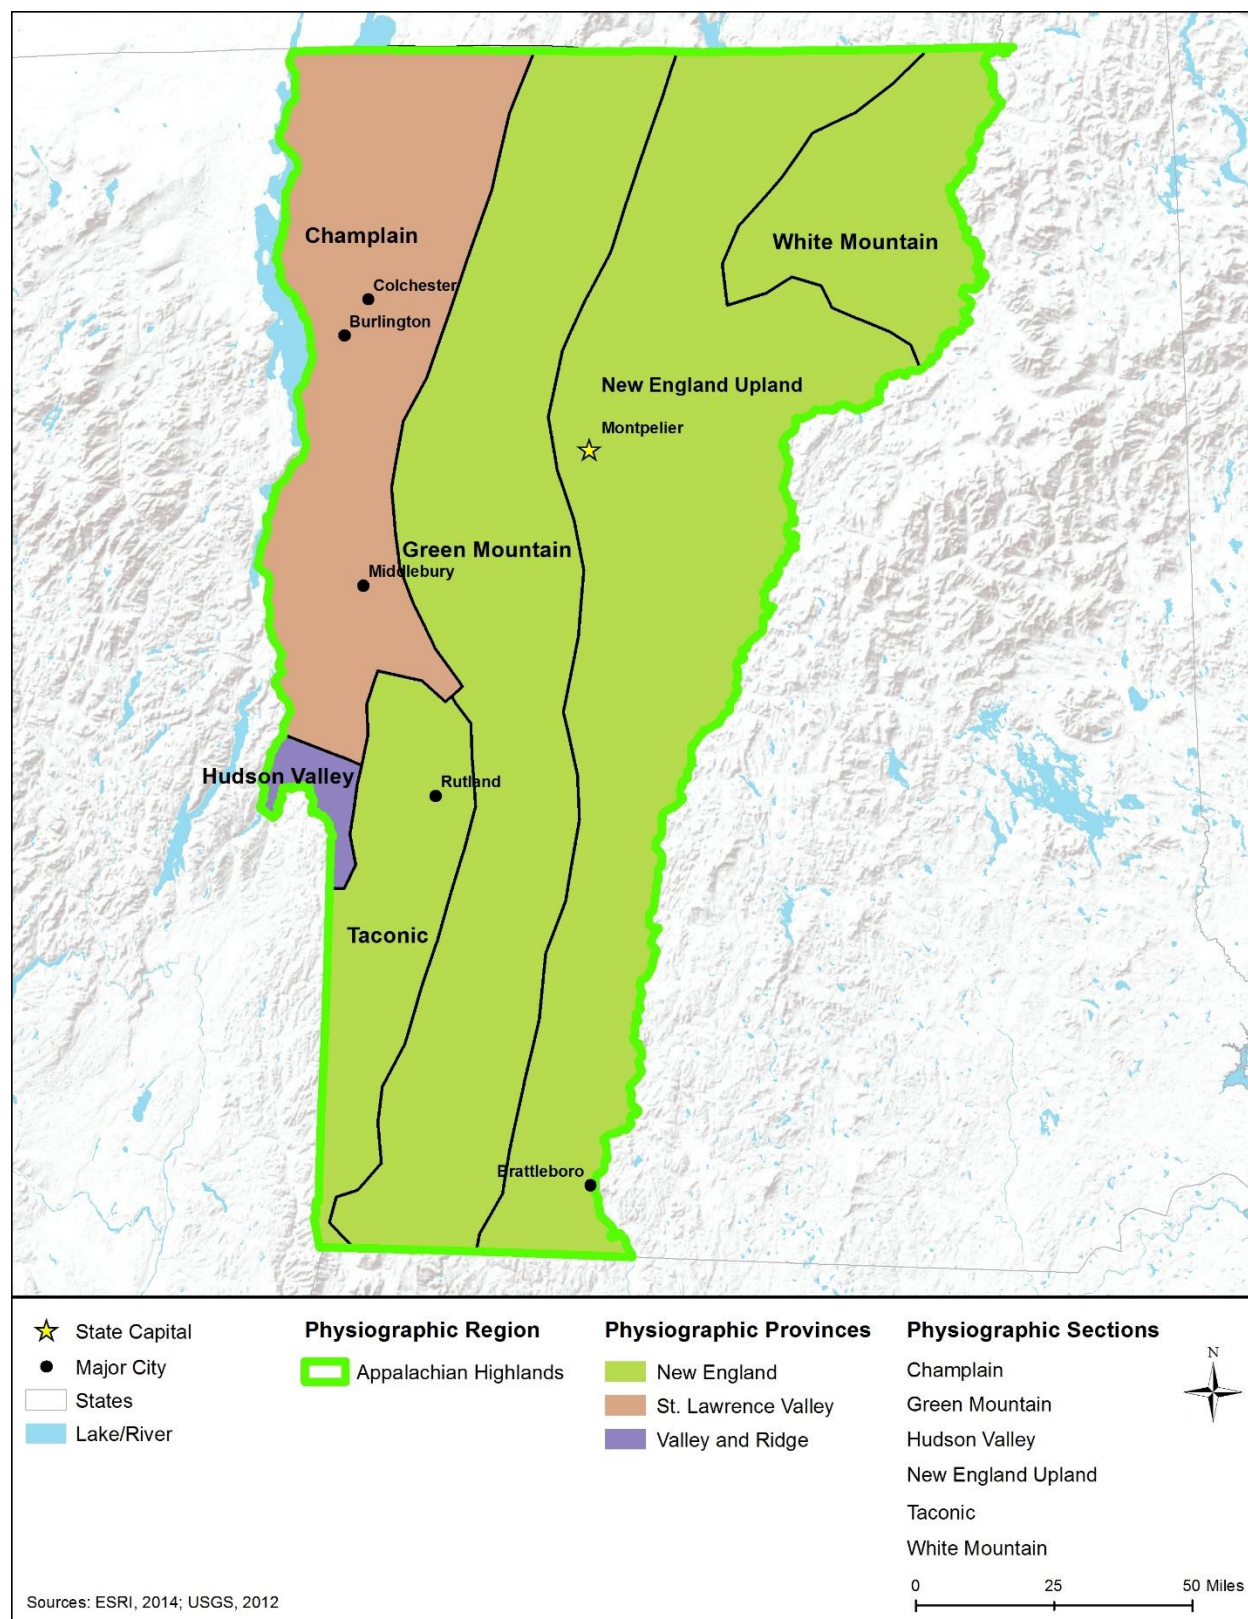 Champlain
Colchester
Burlington
White Mountain
New England Upland
Montpelier
Green Mountain
Middlebury
Hudson Valley
Rutland
Taconic
Brattleboro
State Capital
Major City
States
Lake/River
Physiographic Region
Appalachian Highlands
Physiographic Provinces
New England
St. Lawrence Valley
Valley and Ridge
Physiographic Sections
Champlain
Green Mountain
Hudson Valley
New England Upland
Taconic
White Mountain
N
0 25 50 Miles
Sources: ESRI, 2014; USGS, 2012